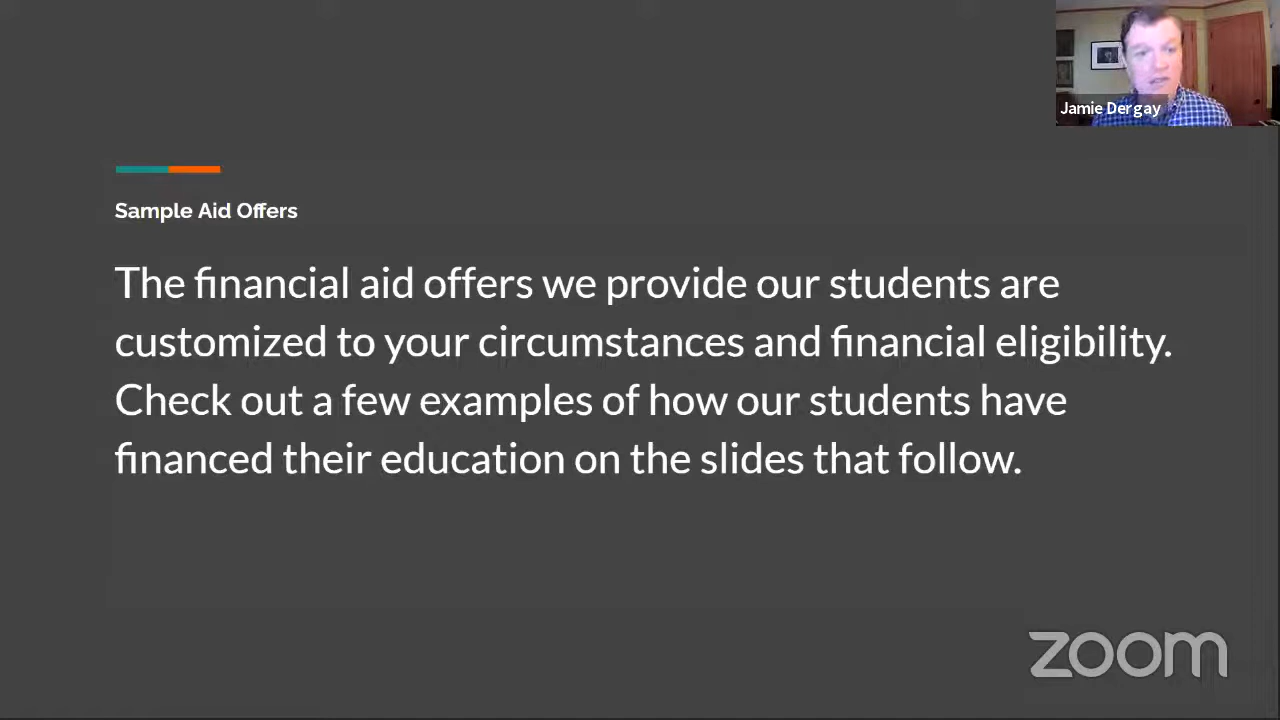 Jamie Dergay
Sample Aid Offers
The financial aid offers we provide our students are
customized to your circumstances and financial eligibility.
Check out a few examples of how our students have
financed their education on the slides that follow.
zoom